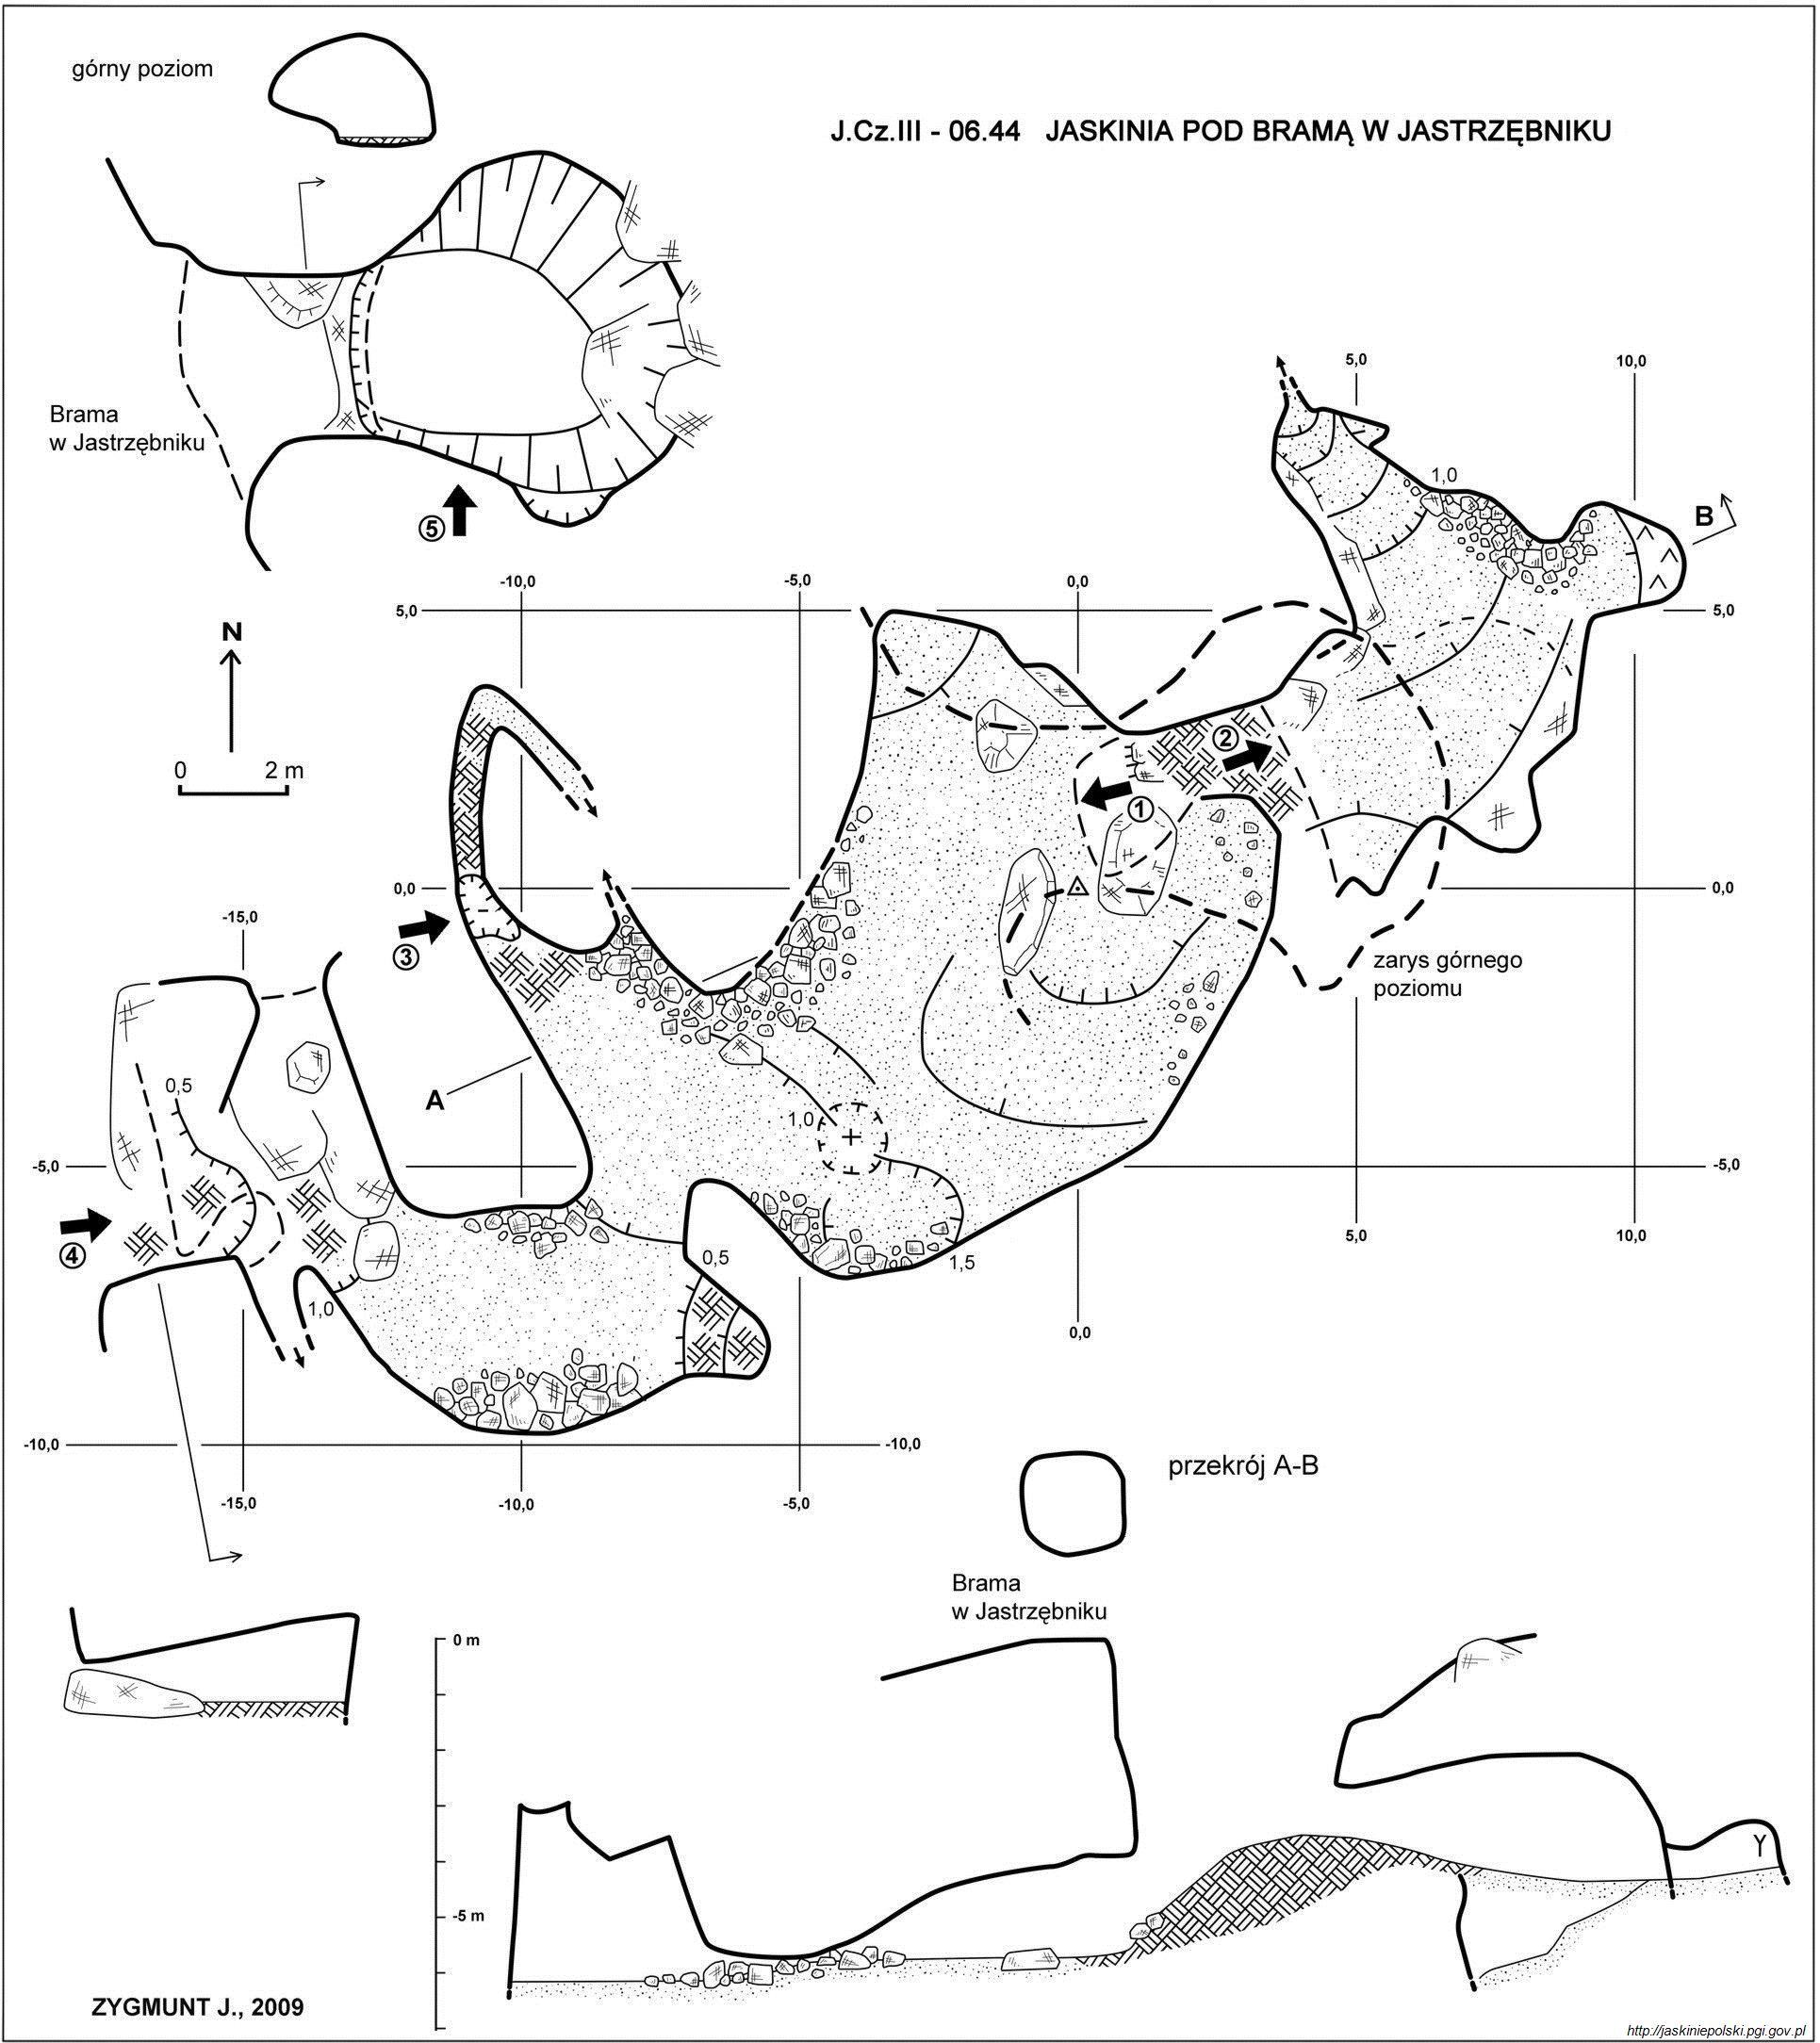 górny poziom
J.Cz.III - 06.44 JASKINIA POD BRAMĄ W JASTRZĘBNIKU
Brama
w Jastrzębniku
5
5,0
10,0
1,0
B
-10,0
-5,0
0,0
5,0
5,0
N
0 2 m
2
1
0,0
0,0
3
-15,0
zarys górnego
poziomu
0,5
A
1,0
-5,0
-5,0
4
5,0
10,0
0,5
1,5
1,0
0,0
-10,0
-10,0
-15,0
-10,0
-5,0
przekrój A-B
Brama
w Jastrzębniku
0 m
Y
-5 m
ZYGMUNT J., 2009
http://jaskiniepolski.pgi.gov.pl